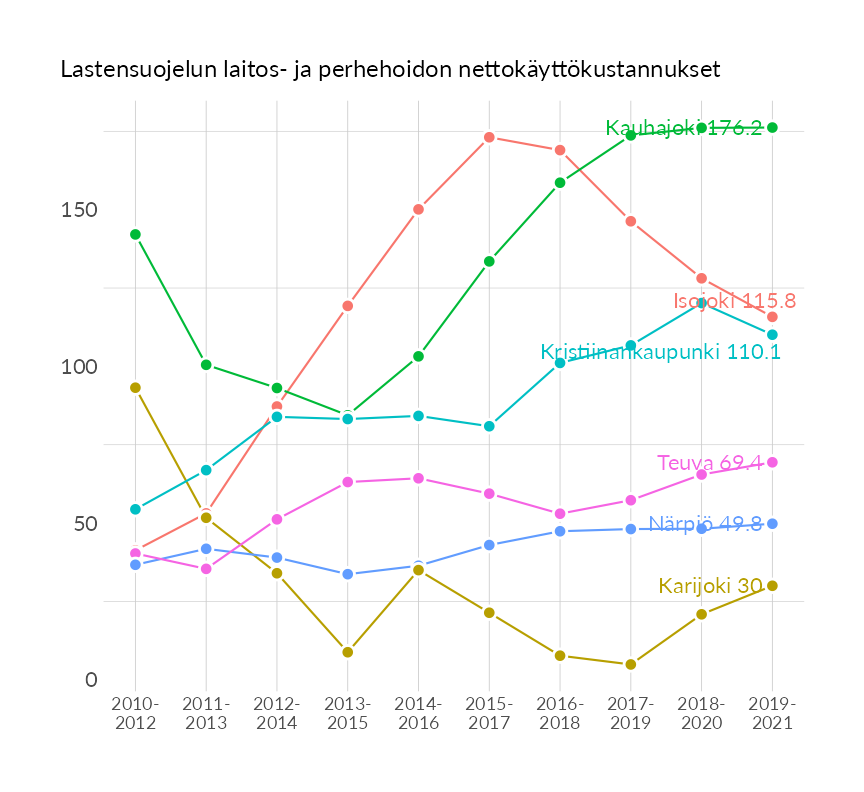 Lastensuojelun laitos- ja perhehoidon nettokäyttökustannukset
Kauhajoki 176.2
150
Isojoki 115.8
Kristiinankaupunki 110.1
100
Teuva 69.4
50
Närpiö 49.8
Karijoki 30
0
2010- 2011- 2012- 2013- 2014- 2015- 2016- 2017- 2018- 2019-
2012 2013 2014 2015 2016 2017 2018 2019 2020 2021